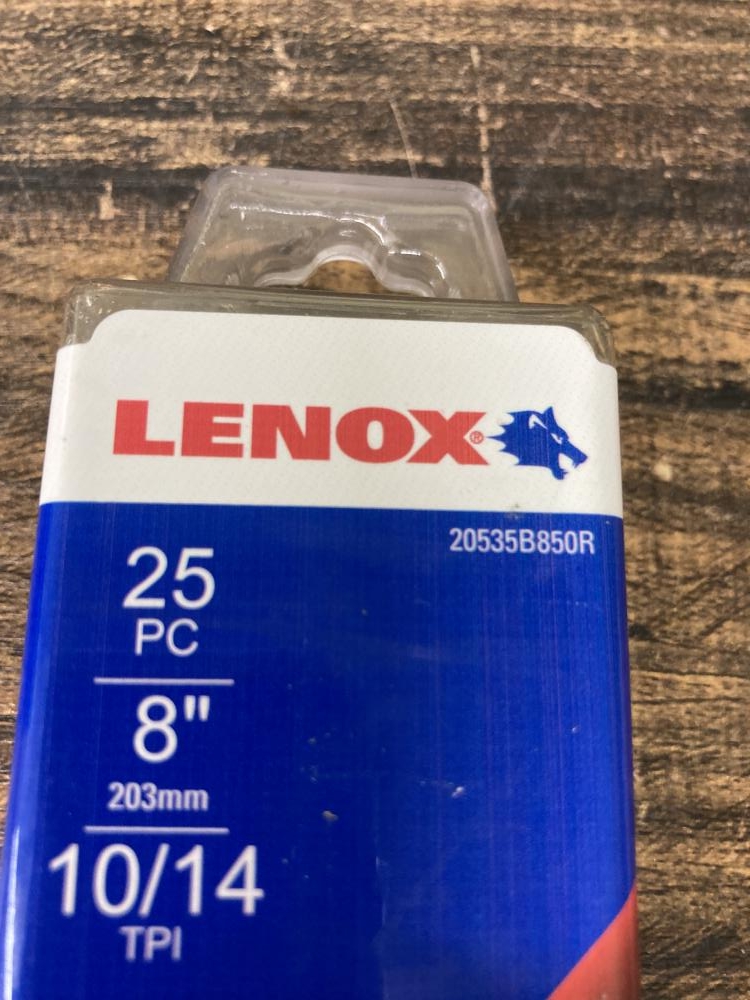 LENOX®
20535B850R
25
PC
8"
203mm
10/14
TPI